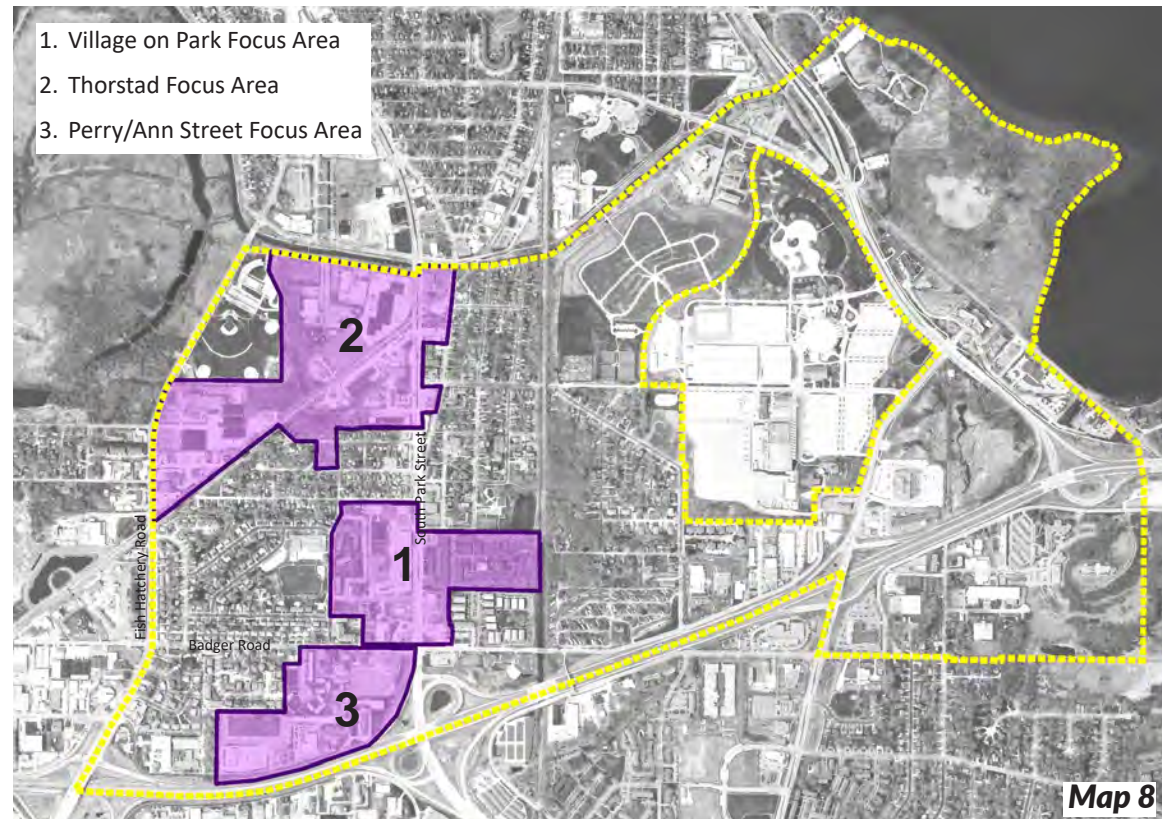 1. Village on Park Focus Area
2. Thorstad Focus Area
3. Perry/Ann Street Focus Area
2
South Park Street
1
Fish Hatchery Road
Badger Road
3
Map 8